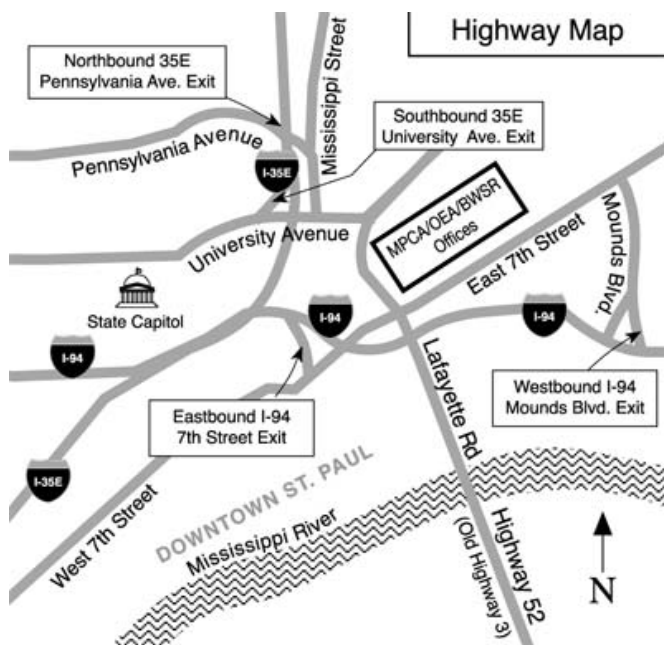 Highway Map
Northbound 35E
Pennsylvania Ave. Exit
Mississippi Street
Southbound 35E
University Ave. Exit
Pennsylvania Avenue
I-35E
MPCA/OEA/BWSR
Offices
University Avenue
East 7th Street
Mounds Blvd.
State Capitol
I-94
I-94
I-94
Lafayette Rd
Westbound I-94
Mounds Blvd. Exit
Eastbound I-94
7th Street Exit
I-35E
West 7th Street
DOWNTOWN ST. PAUL
Mississippi River
Highway 52
(Old Highway 3)
N